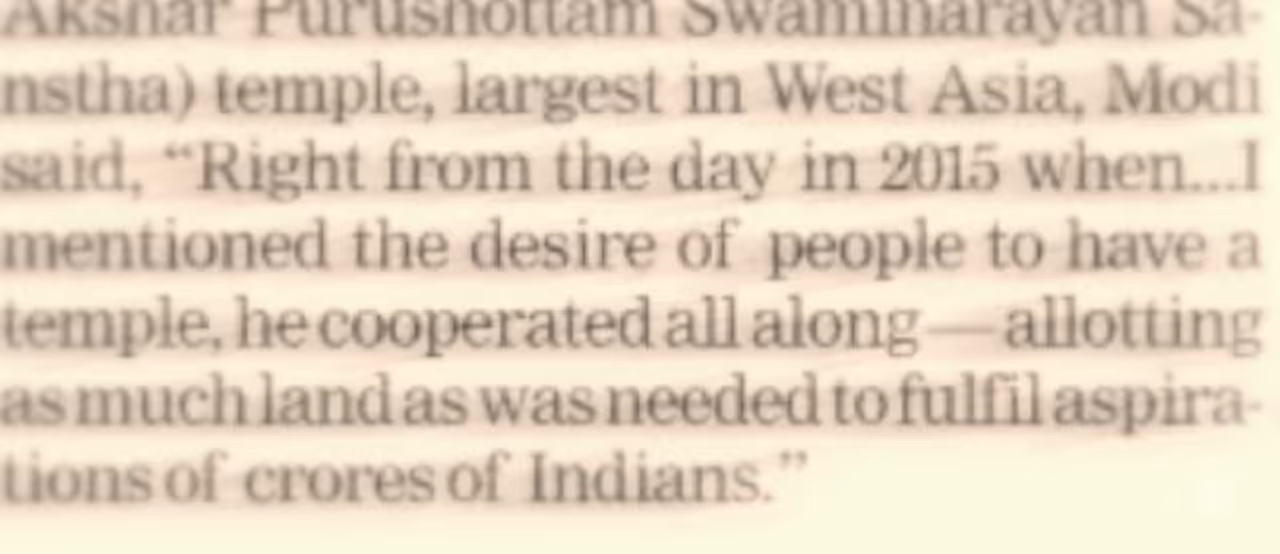 Akshar Purushottam Swaminarayan Sa-
nstha) temple, largest in West Asia, Modi
said, “Right from the day in 2015 when...I
mentioned the desire of people to have a
temple, he cooperated all along—allotting
as much land as was needed to fulfil aspira-
tions of crores of Indians.”